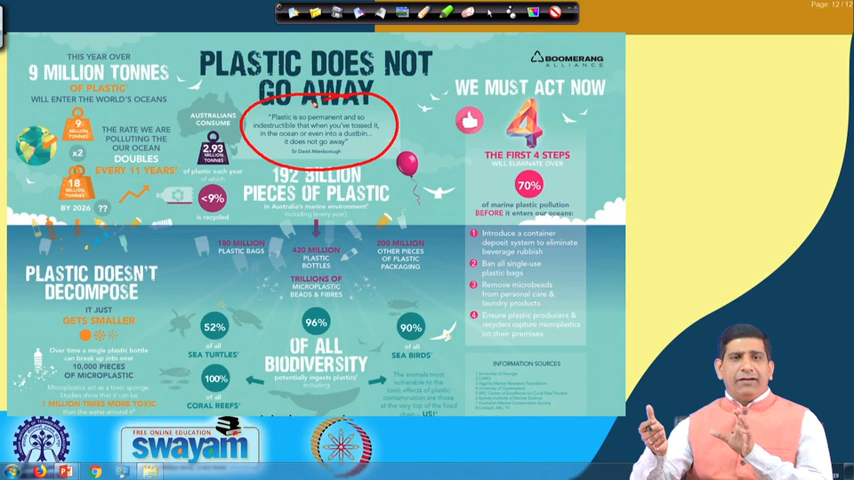 Page: 12 / 12
THIS YEAR OVER
9 MILLION TONNES
OF PLASTIC
WILL ENTER THE WORLD'S OCEANS
9
MILLION TONNES
x2
18
MILLION TONNES
BY 2026
??
THE RATE WE ARE
POLLUTING THE
OUR OCEAN
DOUBLES
EVERY 11 YEARS
PLASTIC DOES NOT
GO AWAY
AUSTRALIANS
CONSUME
2.93
MILLION
TONNES
of plastic each year
of which
<9%
is recycled
"Plastic is so permanent and so
indestructible that when you've tossed it,
in the ocean or even into a dustbin...
it does not go away"
Sir David Attenborough
192 BILLION
PIECES OF PLASTIC
in Australia's marine environment
including (every year)
180 MILLION
PLASTIC BAGS
420 MILLION
PLASTIC
BOTTLES
200 MILLION
OTHER PIECES
OF PLASTIC
PACKAGING
TRILLIONS OF
MICROPLASTIC
BEADS & FIBRES
BOOMERANG
ALLIANCE
WE MUST ACT NOW
4
THE FIRST 4 STEPS
WILL ELIMINATE OVER
70%
of marine plastic pollution
BEFORE it enters our oceans:
1 Introduce a container
deposit system to eliminate
beverage rubbish
2 Ban all single-use
plastic bags
3 Remove microbeads
from personal care &
laundry products
4 Ensure plastic producers &
recyclers capture microplastics
on their premises
PLASTIC DOESN'T
DECOMPOSE
IT JUST
GETS SMALLER
Over time a single plastic bottle
can break up into over
10,000 PIECES
OF MICROPLASTIC
Microplastics act as a toxic sponge.
Studies show that it can be
1 MILLION TIMES MORE TOXIC
than the water around it
52%
of all
SEA TURTLES
100%
of all
CORAL REEFS
96%
OF ALL
BIODIVERSITY
potentially ingests plastic
including
90%
of all
SEA BIRDS
The animals most
vulnerable to the
toxic effects of plastic
contamination are those
at the very top of the food
chain - US!
INFORMATION SOURCES
FREE ONLINE EDUCATION
swayam